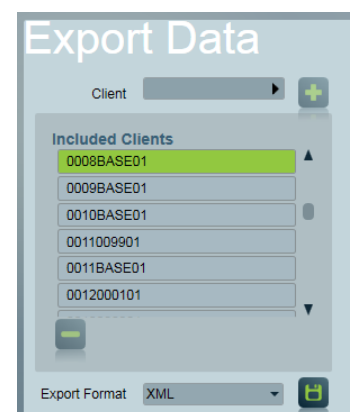 Export Data
Client
Included Clients
0008BASE01
0009BASE01
0010BASE01
0011009901
0011BASE01
0012000101
Export Format XML